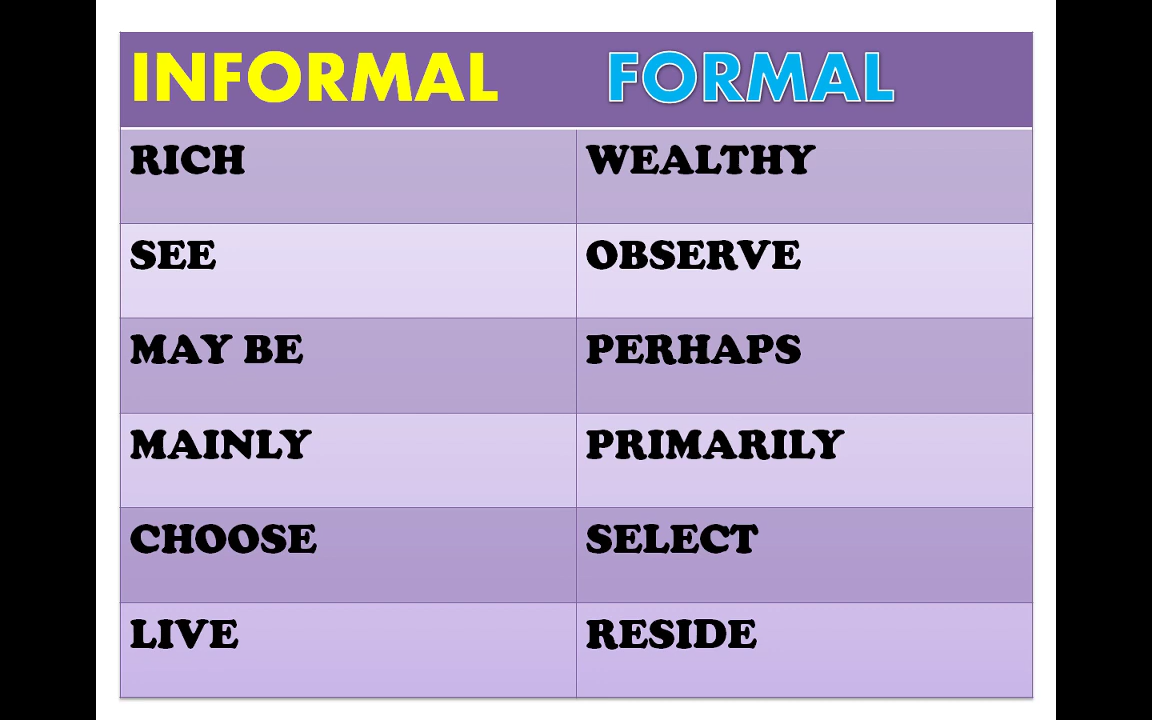 INFORMAL FORMAL
RICH WEALTHY
SEE OBSERVE
MAY BE PERHAPS
MAINLY PRIMARILY
CHOOSE SELECT
LIVE RESIDE